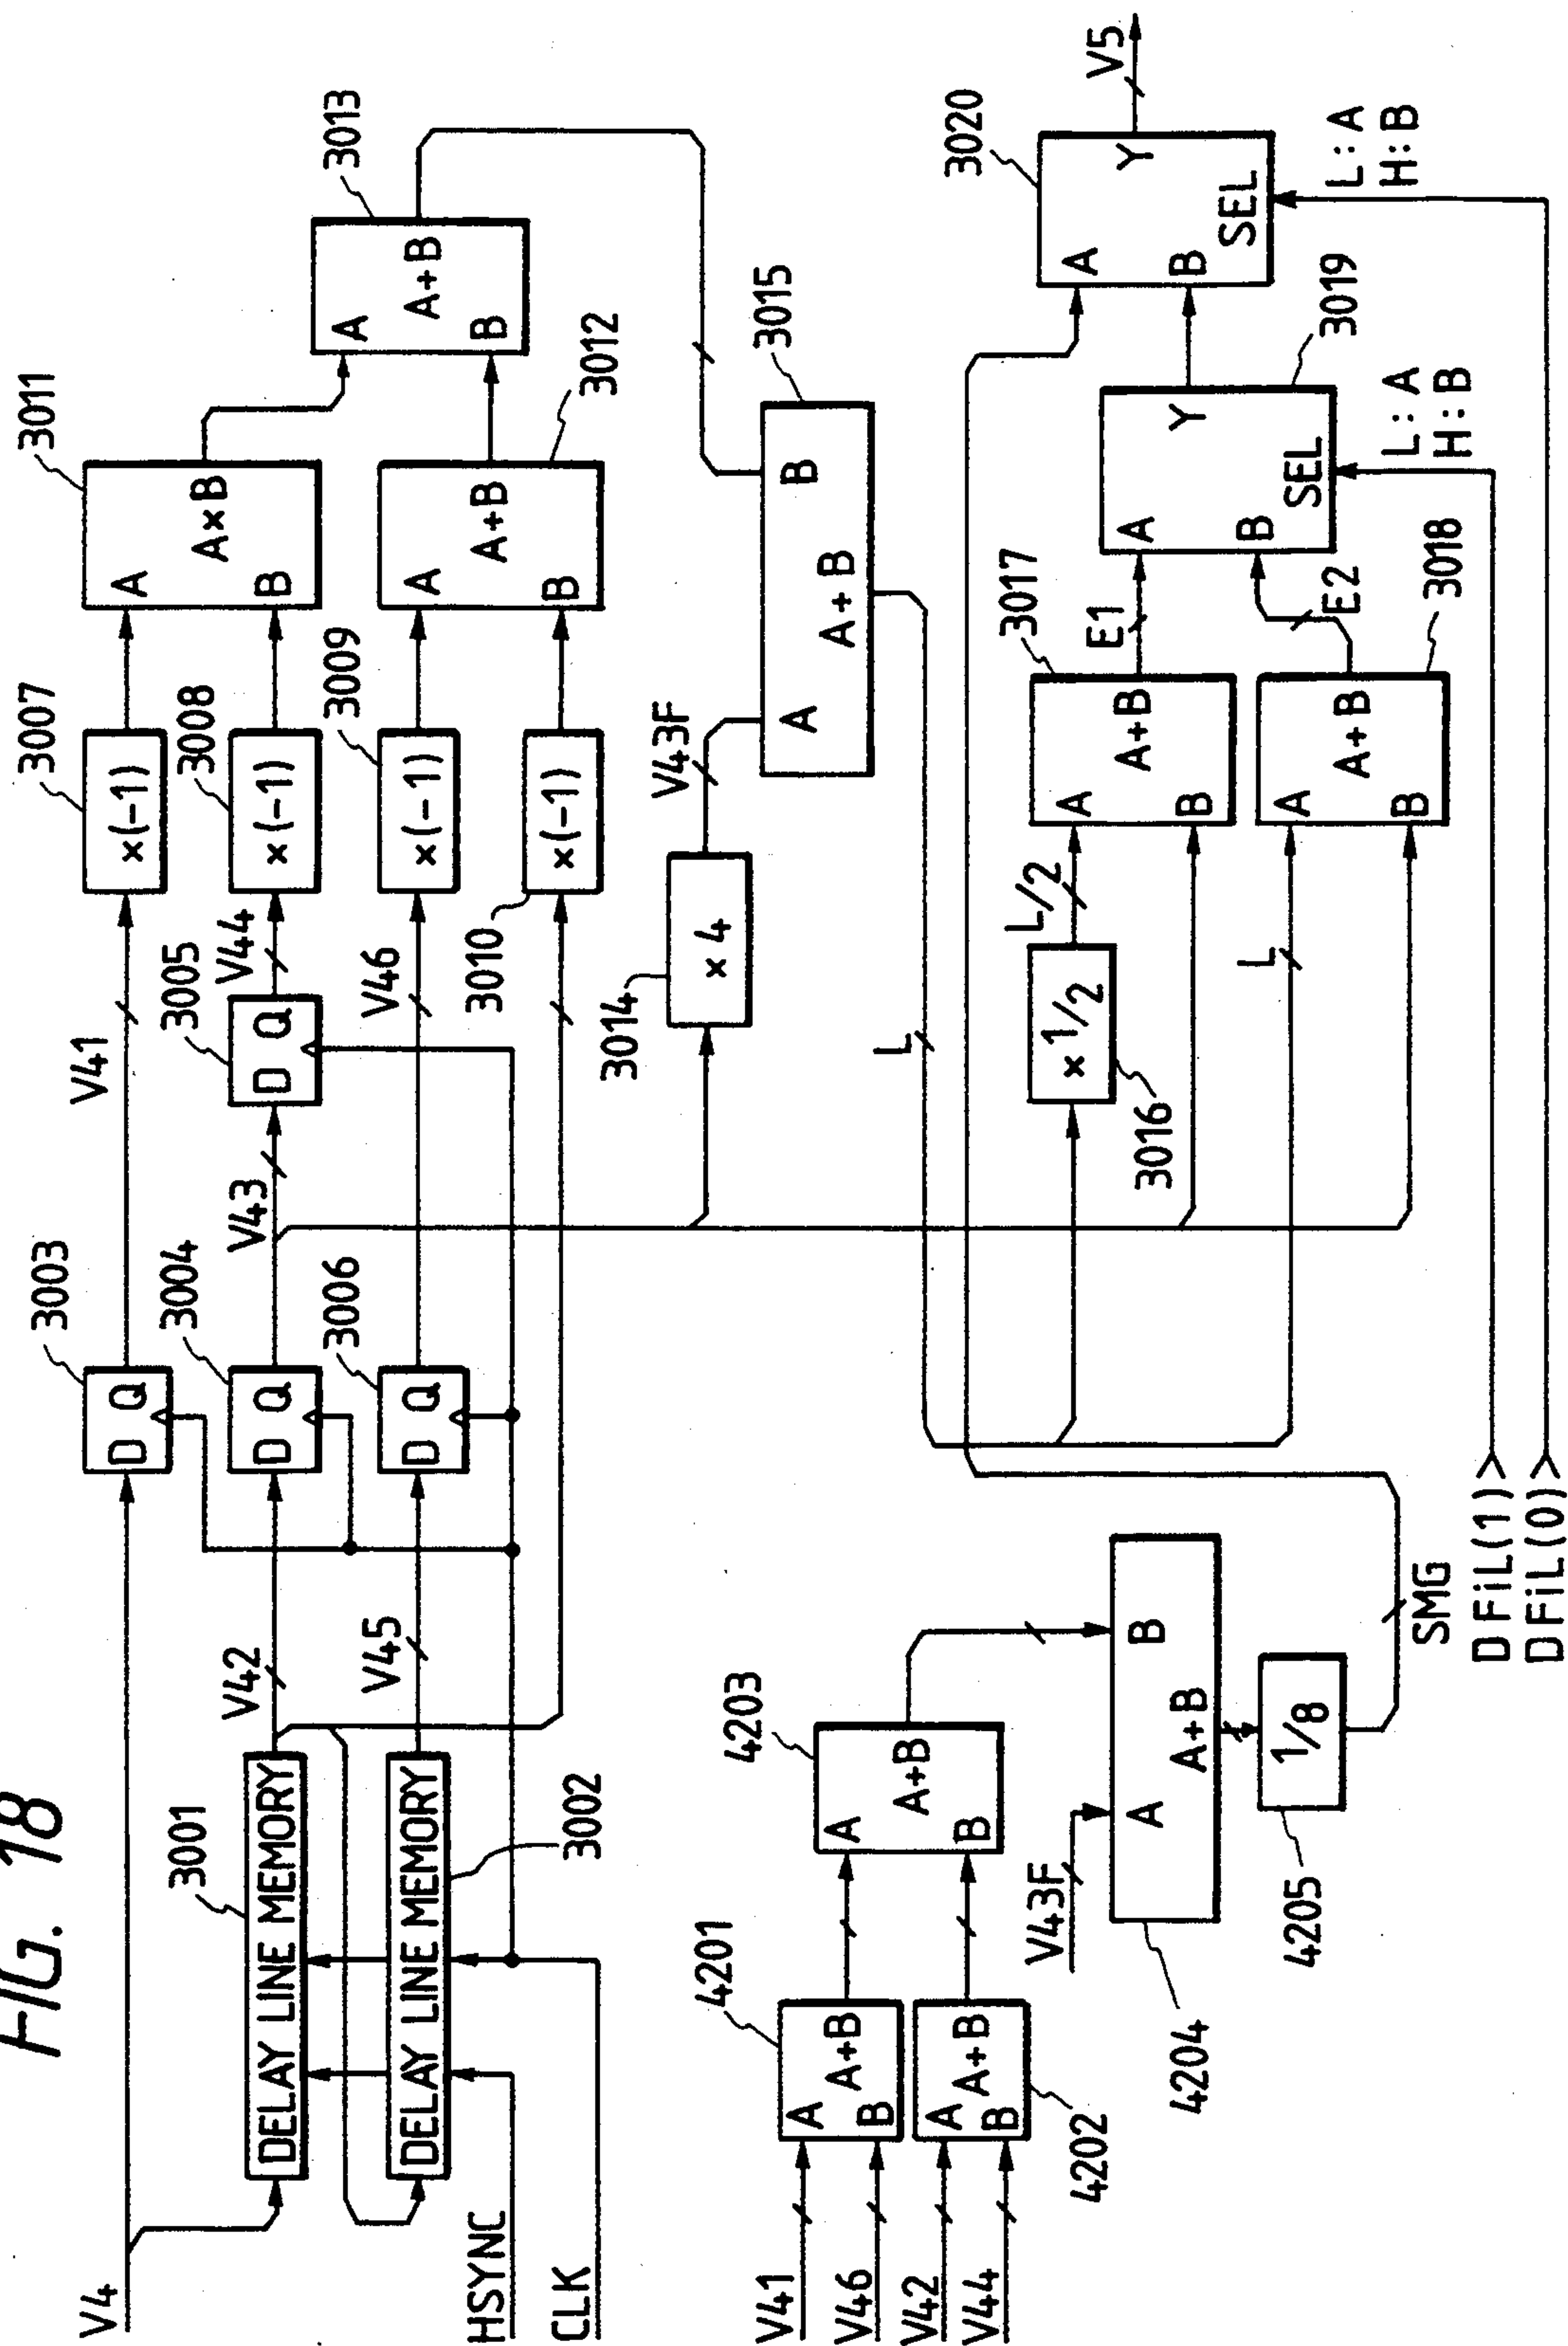 FIG. 18
V4
HSYNC
CLK
3001
DELAY LINE MEMORY
DELAY LINE MEMORY
3002
V42
V45
3003
D Q
3004
D Q
3006
D Q
V41
V43
3005
D Q
V44
V46
3007
×(-1)
3008
×(-1)
3009
×(-1)
3010
×(-1)
3011
A
A×B
B
3012
A
A+B
B
3013
A
A+B
B
3014
×4
V43F
3015
A
B
A+B
L
3016
×1/2
L/2
L
3017
A
A+B
B
E1
3018
A
A+B
B
E2
3019
A
B
Y
SEL
L:A
H:B
3020
A
B
Y
SEL
L:A
H:B
V5
V41
V46
V42
V44
4201
A
A+B
B
4202
A
A+B
B
4203
A
A+B
B
V43F
4204
A
B
A+B
4205
1/8
SMG
DFiL(1)
DFiL(0)